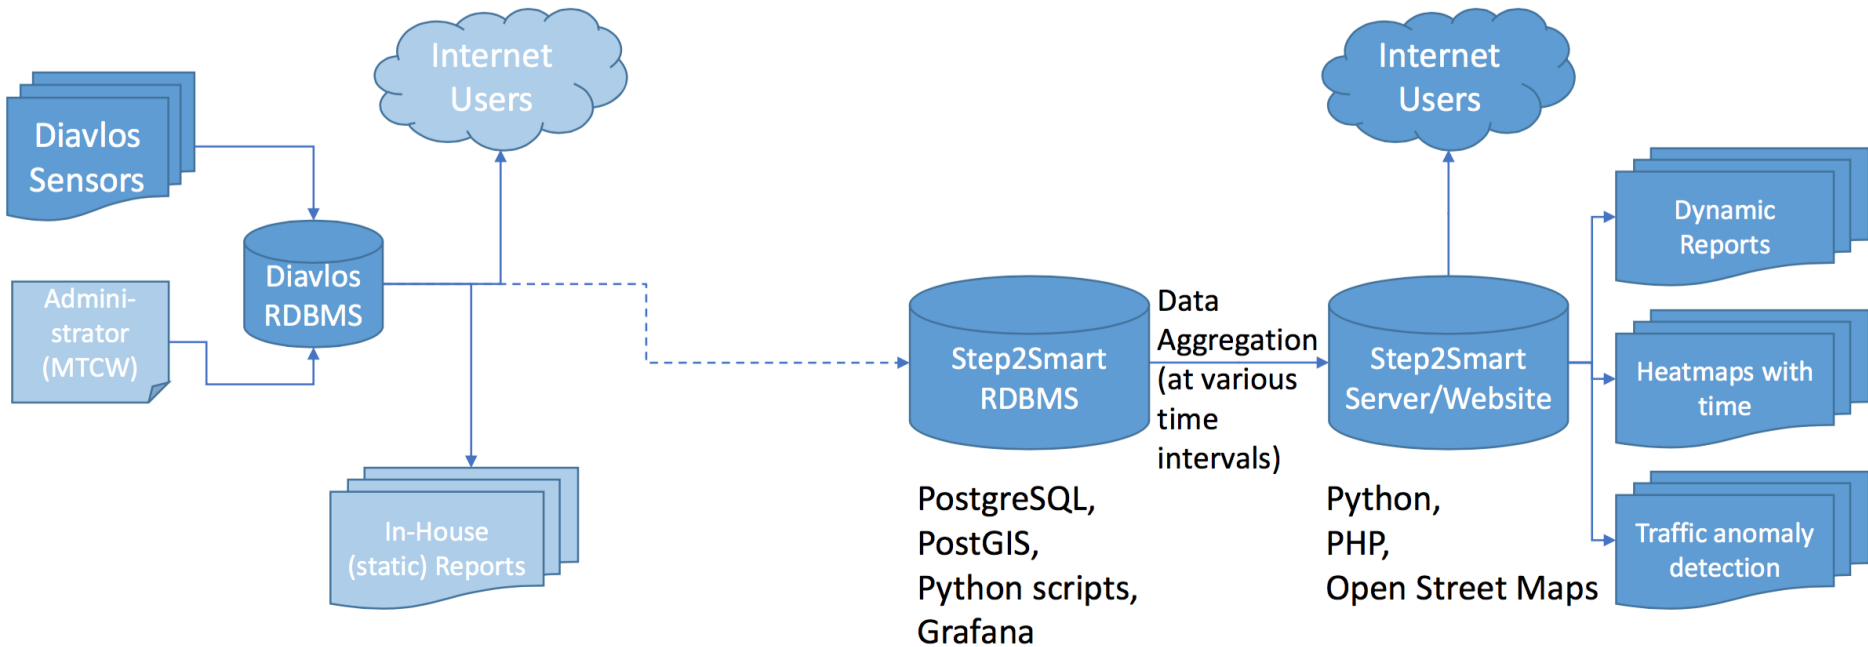 Internet
Users
Diavlos
Sensors
Diavlos
RDBMS
Admini-
strator
(MTCW)
In-House
(static) Reports
Step2Smart
RDBMS
PostgreSQL,
PostGIS,
Python scripts,
Grafana
Data
Aggregation
(at various
time
intervals)
Internet
Users
Step2Smart
Server/Website
Python,
PHP,
Open Street Maps
Dynamic
Reports
Heatmaps with
time
Traffic anomaly
detection